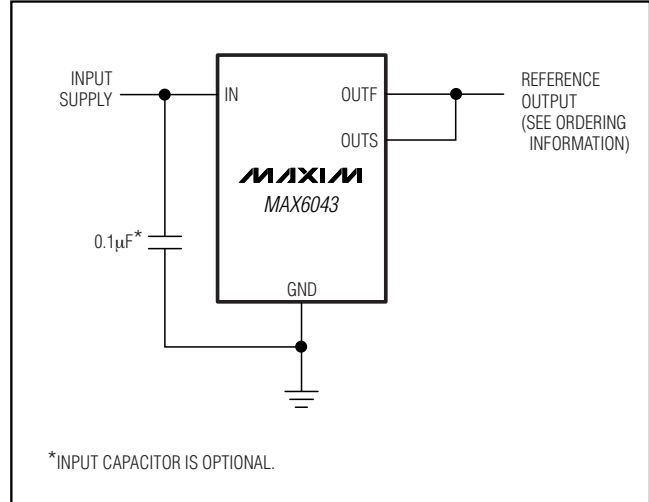 INPUT
SUPPLY
IN
OUTF
OUTS
REFERENCE
OUTPUT
(SEE ORDERING
INFORMATION)
MAXIM
MAX6043
0.1µF*
GND
*INPUT CAPACITOR IS OPTIONAL.